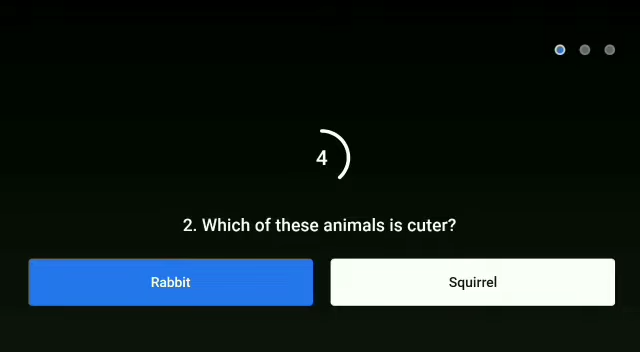 4
2. Which of these animals is cuter?
Rabbit
Squirrel